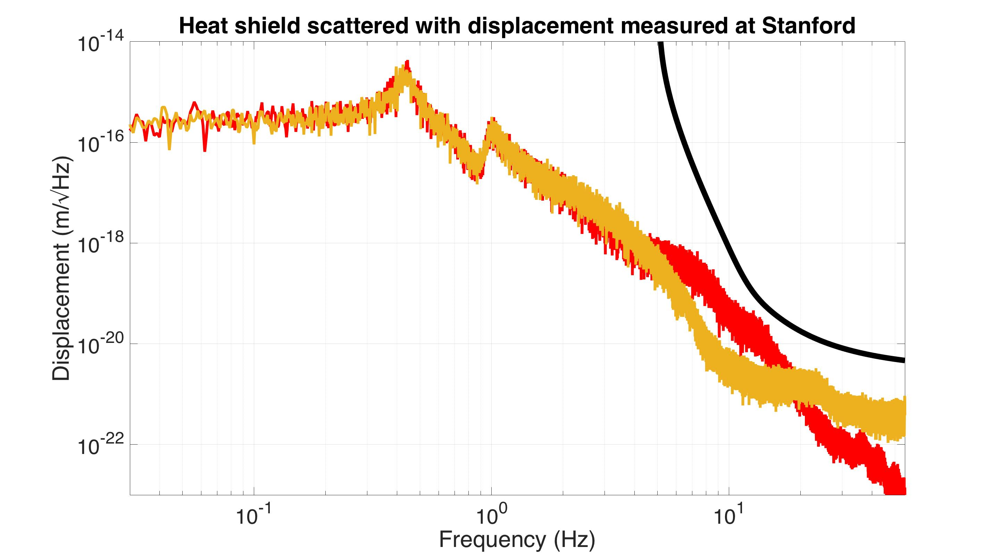 Heat shield scattered with displacement measured at Stanford
10^-14
10^-16
10^-18
10^-20
10^-22
Displacement (m/√Hz)
10^-1
10^0
10^1
Frequency (Hz)